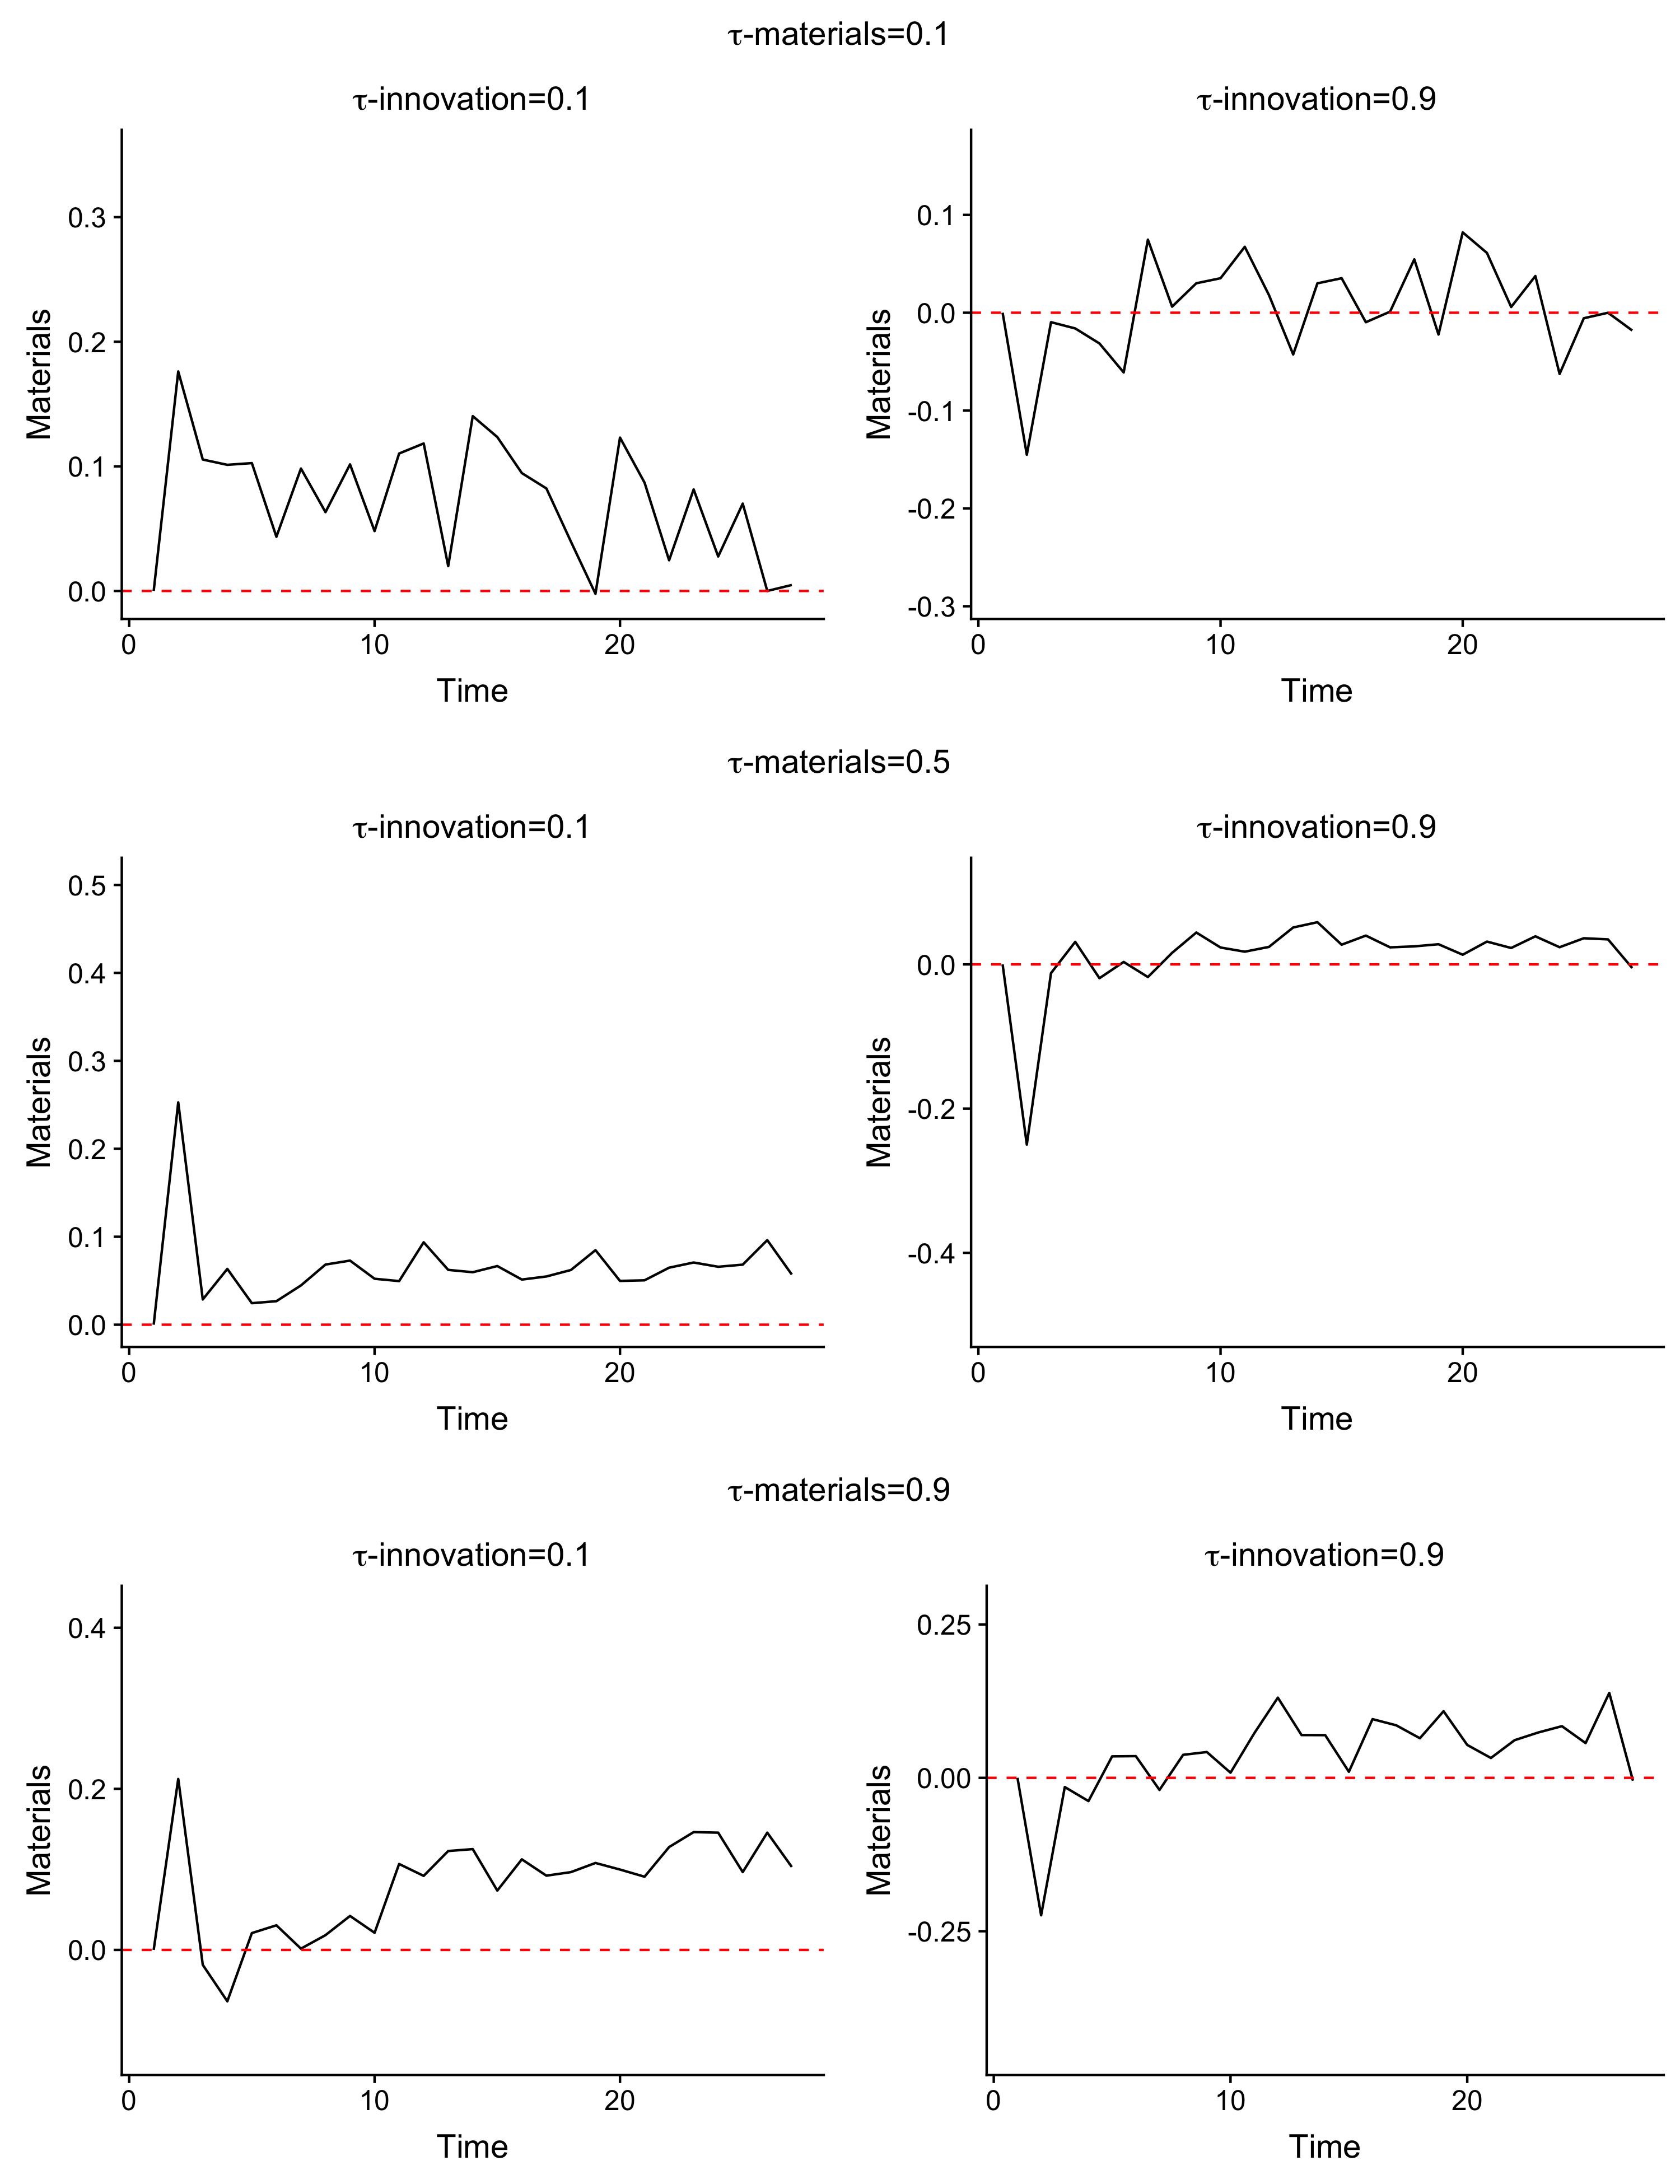 τ-materials=0.1
τ-innovation=0.1
0.3
0.2
0.1
0.0
Materials
0
10
20
Time
τ-innovation=0.9
0.1
0.0
-0.1
-0.2
-0.3
Materials
0
10
20
Time
τ-materials=0.5
τ-innovation=0.1
0.5
0.4
0.3
0.2
0.1
0.0
Materials
0
10
20
Time
τ-innovation=0.9
0.0
-0.2
-0.4
Materials
0
10
20
Time
τ-materials=0.9
τ-innovation=0.1
0.4
0.2
0.0
Materials
0
10
20
Time
τ-innovation=0.9
0.25
0.00
-0.25
Materials
0
10
20
Time